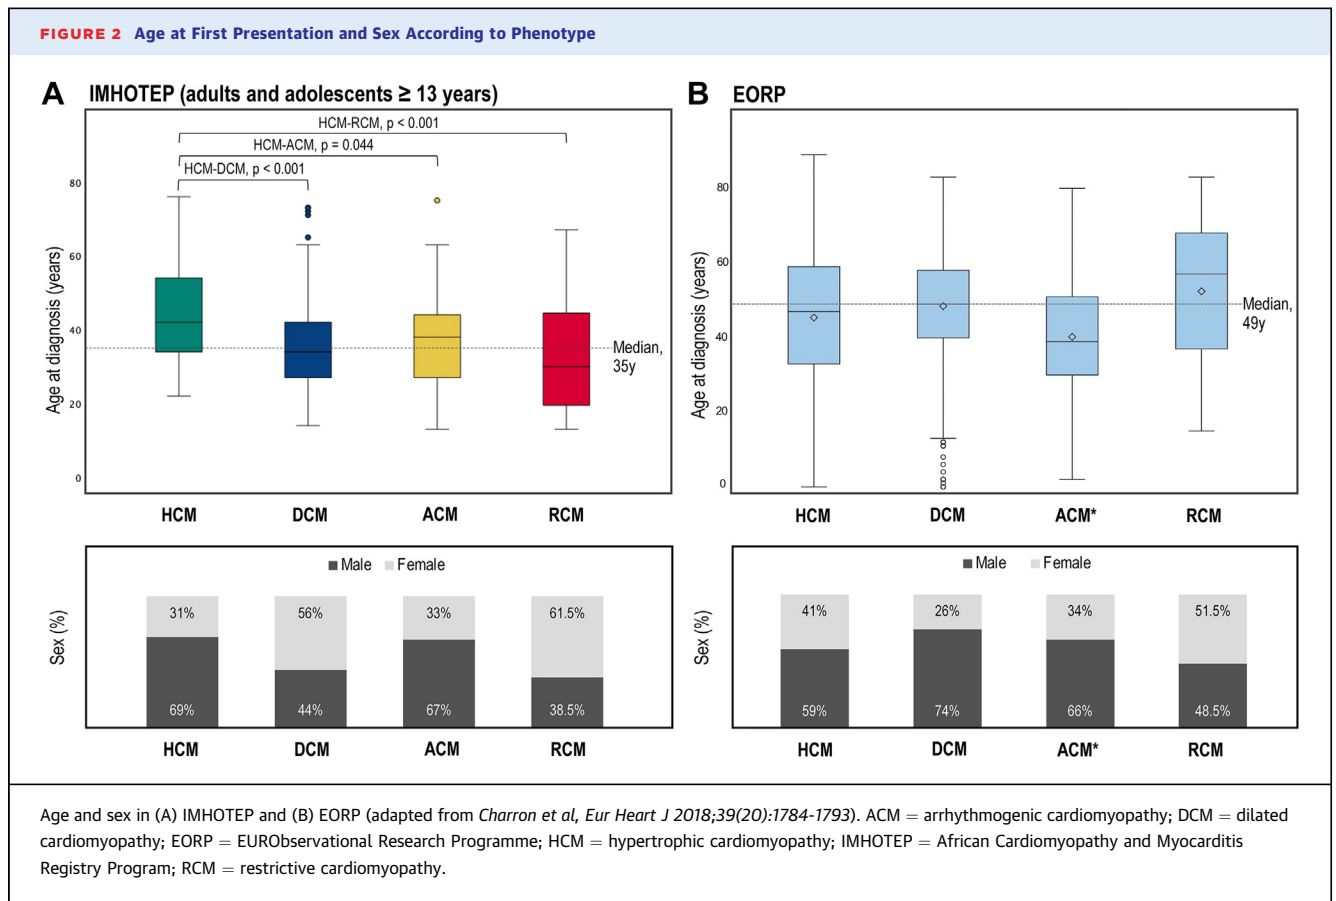 FIGURE 2 Age at First Presentation and Sex According to Phenotype
A IMHOTEP (adults and adolescents ≥ 13 years)
HCM-RCM, p < 0.001
HCM-ACM, p = 0.044
HCM-DCM, p < 0.001
Age at diagnosis (years)
80
60
40
20
0
Median,
35y
HCM DCM ACM RCM
Male Female
Sex (%)
31% 56% 33% 61.5%
69% 44% 67% 38.5%
HCM DCM ACM RCM
B EORP
Age at diagnosis (years)
80
60
40
20
0
Median,
49y
HCM DCM ACM* RCM
Male Female
Sex (%)
41% 26% 34% 51.5%
59% 74% 66% 48.5%
HCM DCM ACM* RCM
Age and sex in (A) IMHOTEP and (B) EORP (adapted from Charron et al, Eur Heart J 2018;39(20):1784-1793). ACM = arrhythmogenic cardiomyopathy; DCM = dilated
cardiomyopathy; EORP = EURObservational Research Programme; HCM = hypertrophic cardiomyopathy; IMHOTEP = African Cardiomyopathy and Myocarditis
Registry Program; RCM = restrictive cardiomyopathy.